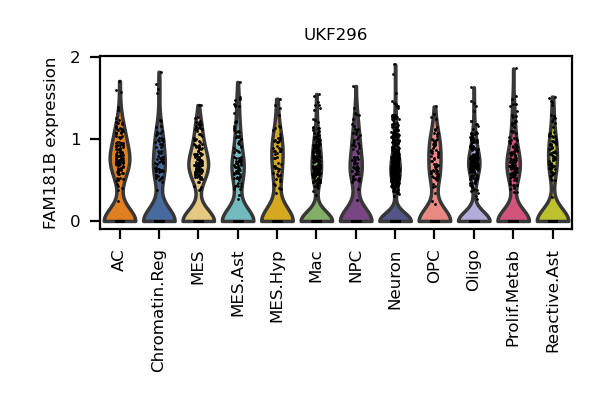 UKF296
FAM181B expression
2
1
0
AC
Chromatin.Reg
MES
MES.Ast
MES.Hyp
Mac
NPC
Neuron
OPC
Oligo
Prolif.Metab
Reactive.Ast